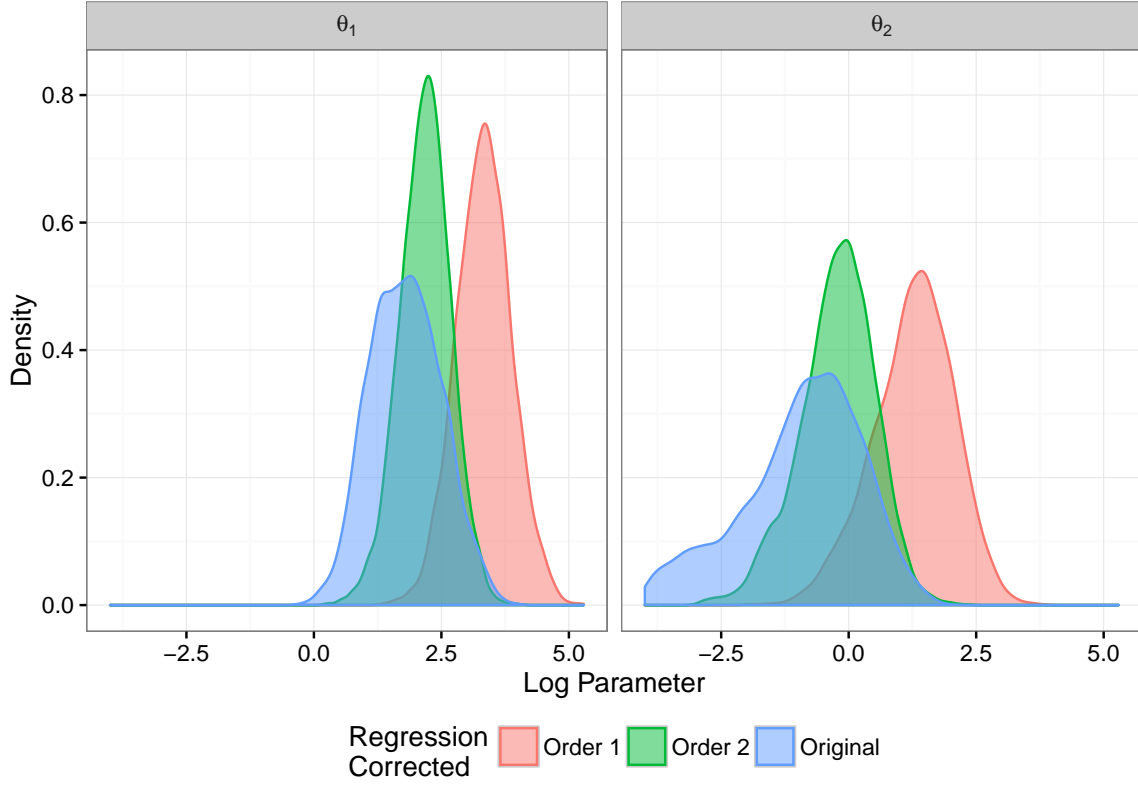 θ1 θ2
0.8
0.6
0.4
0.2
0.0
Density
−2.5 0.0 2.5 5.0 −2.5 0.0 2.5 5.0
Log Parameter
Regression
Corrected
Order 1 Order 2 Original